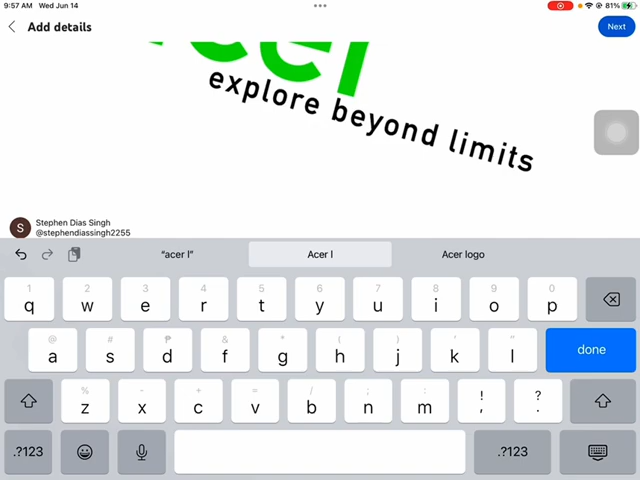 9:57 AM Wed Jun 14
81%
Add details
Next
explore beyond limits
S
Stephen Dias Singh
@stephendiassingh2255
"acer l"
Acer l
Acer logo
1 2 3 4 5 6 7 8 9 0
q w e r t y u i o p
@ # ₱ & * ( ) ' "
a s d f g h j k l done
% - + = / ; : ! ?
z x c v b n m , .
.?123
.?123